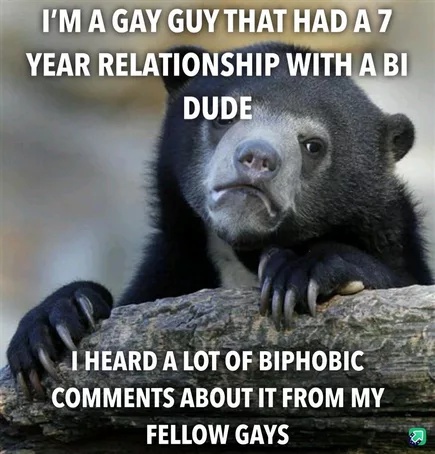 I'M A GAY GUY THAT HAD A 7
YEAR RELATIONSHIP WITH A BI
DUDE
I HEARD A LOT OF BIPHOBIC
COMMENTS ABOUT IT FROM MY
FELLOW GAYS